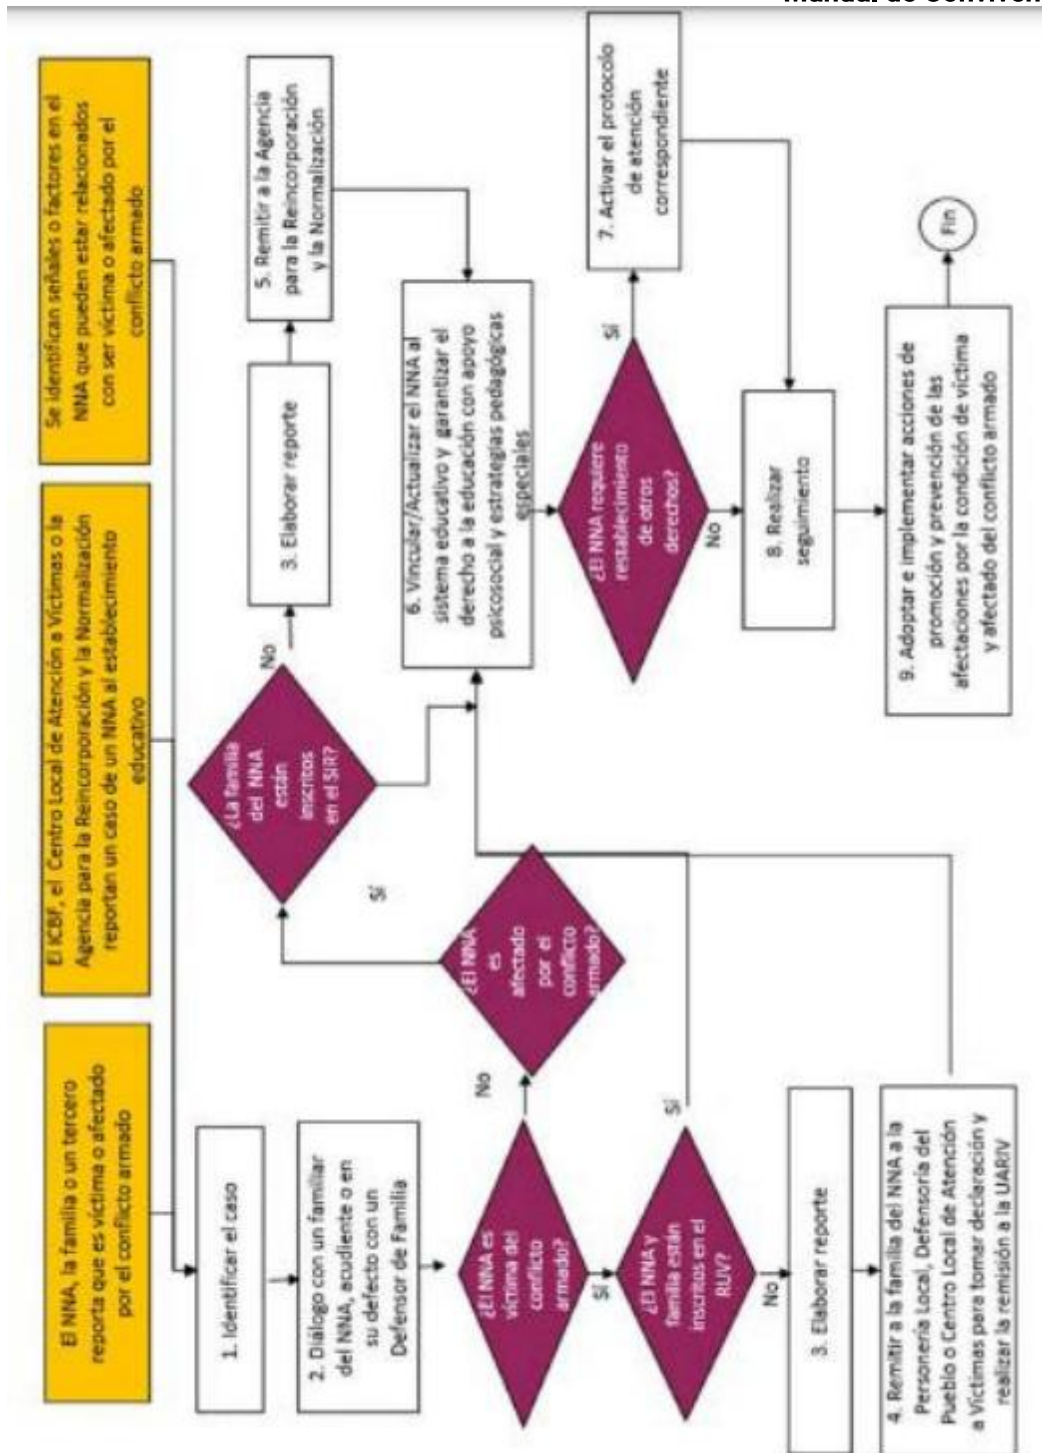 Manual de Conviven
El NNA, la familia o un tercero
reporta que es víctima o afectado
por el conflicto armado
El ICBF, el Centro Local de Atención a Víctimas o la
Agencia para la Reincorporación y la Normalización
reportan un caso de un NNA al establecimiento
educativo
Se identifican señales o factores en el
NNA que pueden estar relacionados
con ser víctima o afectado por el
conflicto armado
1. Identificar el caso
2. Diálogo con un familiar
del NNA, acudiente o en
su defecto con un
Defensor de Familia
¿El NNA es
víctima del
conflicto
armado?
No
Sí
¿El NNA
es
afectado
por el
conflicto
armado?
Sí
¿La familia
del NNA
están
inscritos
en el SIR?
No
3. Elaborar reporte
5. Remitir a la Agencia
para la Reincorporación
y la Normalización
¿El NNA y
familia están
inscritos en el
RUV?
Sí
No
3. Elaborar reporte
4. Remitir a la familia del NNA a la
Personería Local, Defensoría del
Pueblo o Centro Local de Atención
a Víctimas para tomar declaración y
realizar la remisión a la UARIV
6. Vincular/Actualizar el NNA al
sistema educativo y garantizar el
derecho a la educación con apoyo
psicosocial y estrategias pedagógicas
especiales
¿El NNA requiere
restablecimiento
de otros
derechos?
Sí
No
7. Activar el protocolo
de atención
correspondiente
8. Realizar
seguimiento
9. Adoptar e implementar acciones de
promoción y prevención de las
afectaciones por la condición de víctima
y afectado del conflicto armado
Fin